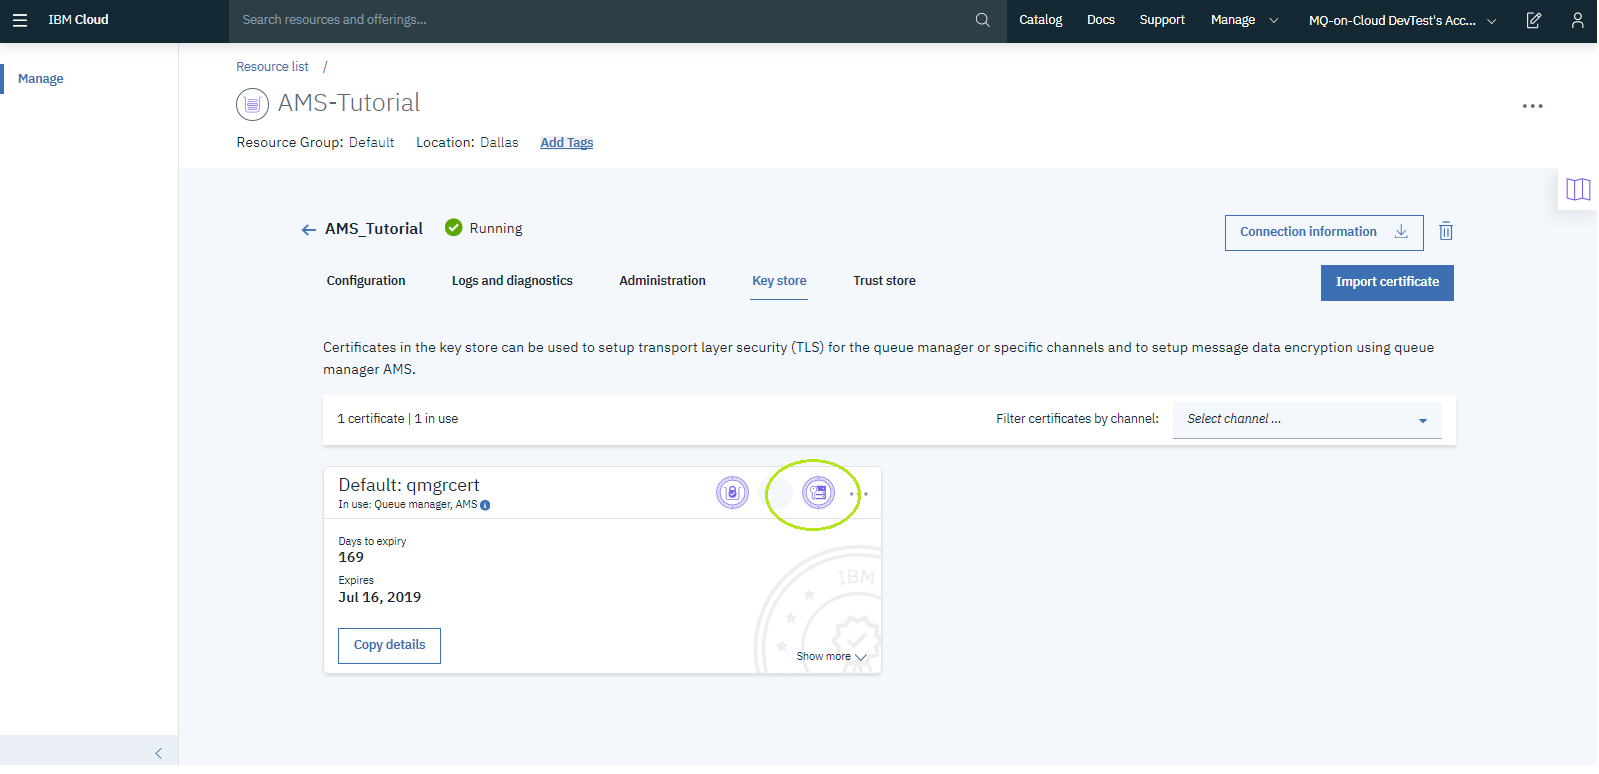 IBM Cloud
Search resources and offerings...
Catalog
Docs
Support
Manage
MQ-on-Cloud DevTest's Acc...
Manage
Resource list /
AMS-Tutorial
Resource Group: Default
Location: Dallas
Add Tags
AMS_Tutorial
Running
Connection information
Configuration
Logs and diagnostics
Administration
Key store
Trust store
Import certificate
Certificates in the key store can be used to setup transport layer security (TLS) for the queue manager or specific channels and to setup message data encryption using queue
manager AMS.
1 certificate | 1 in use
Filter certificates by channel:
Select channel ...
Default: qmgrcert
In use: Queue manager, AMS
Days to expiry
169
Expires
Jul 16, 2019
IBM
Copy details
Show more